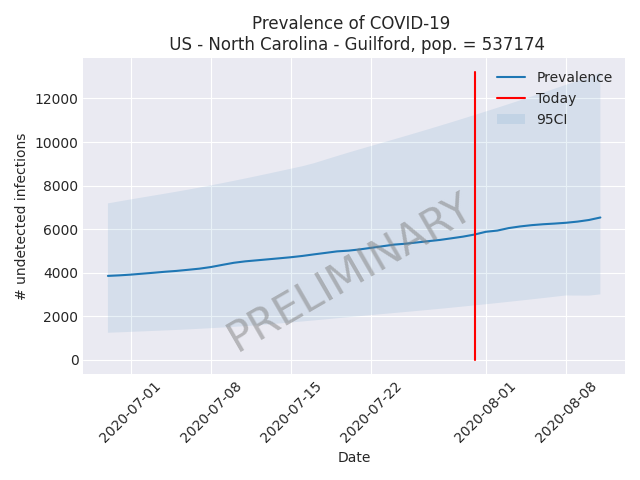 Prevalence of COVID-19
US - North Carolina - Guilford, pop. = 537174
Prevalence
Today
95CI
12000
10000
8000
6000
4000
2000
0
# undetected infections
PRELIMINARY
2020-07-01
2020-07-08
2020-07-15
2020-07-22
2020-08-01
2020-08-08
Date